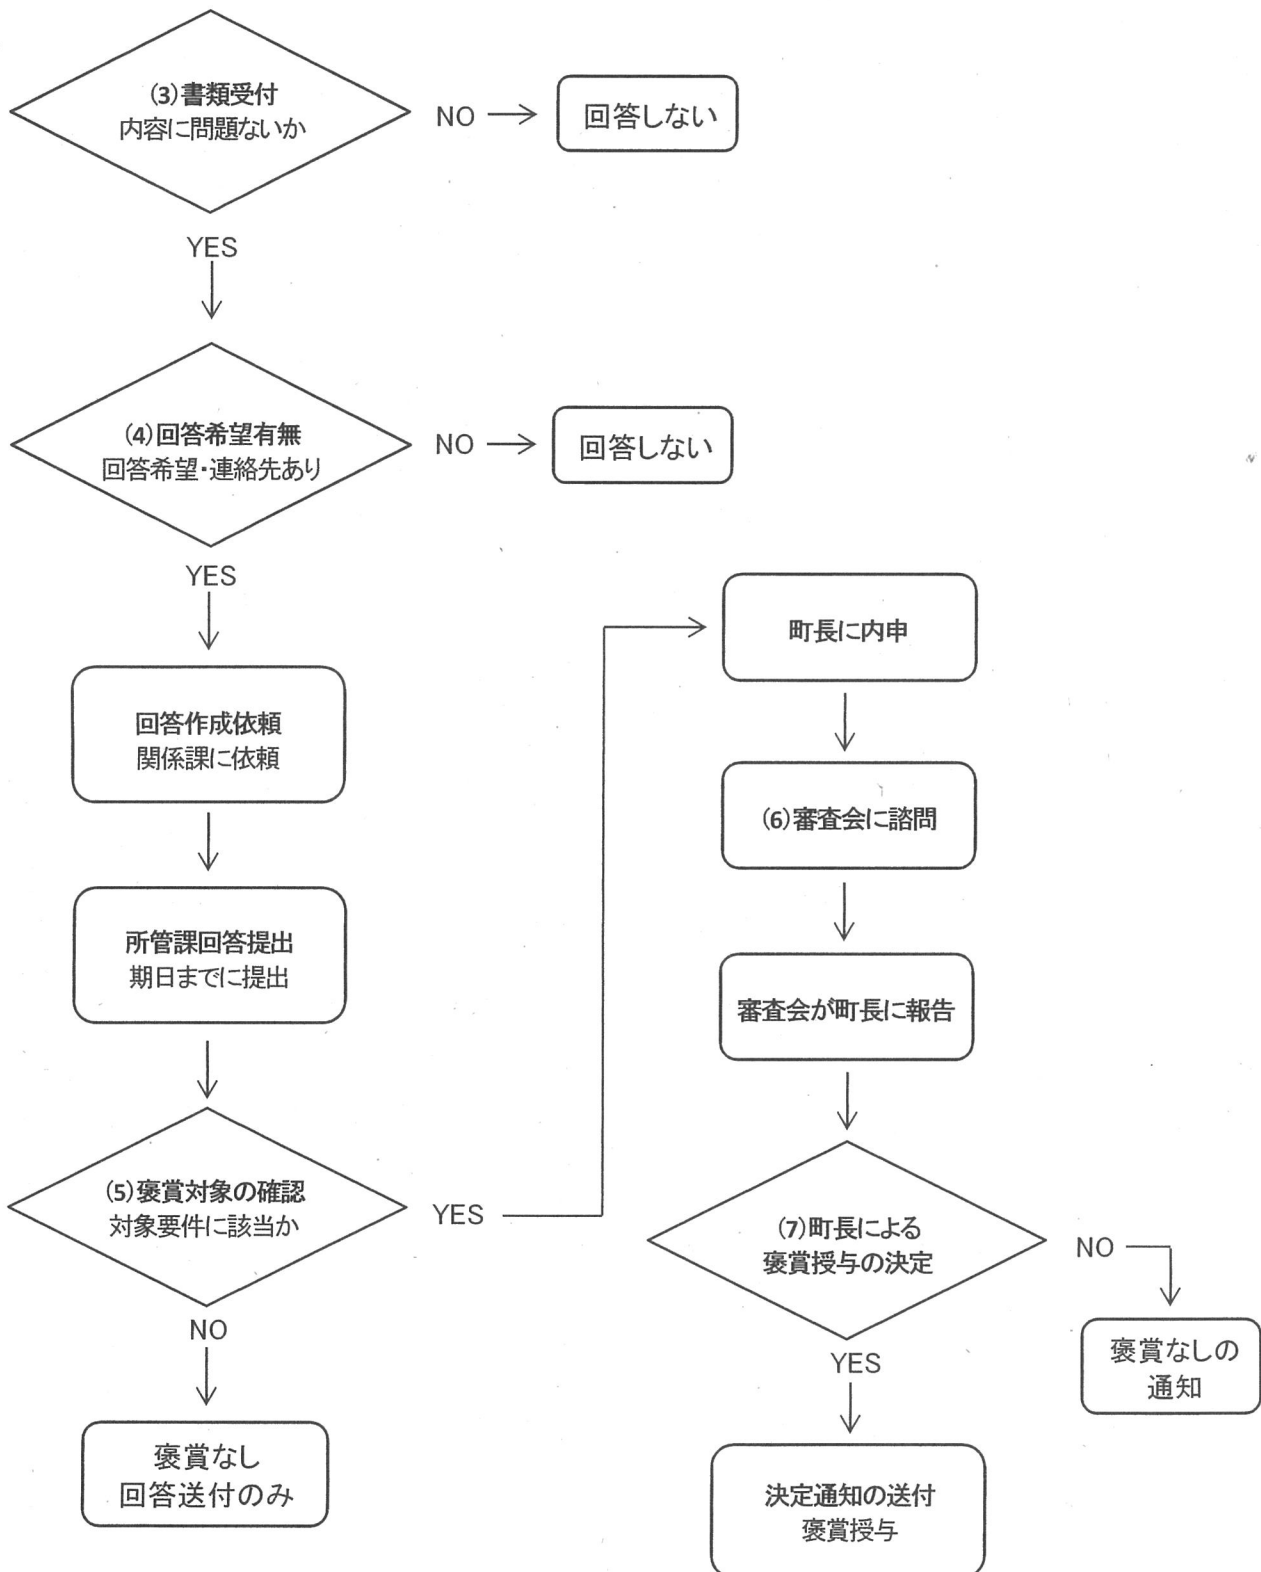 (3)書類受付
内容に問題ないか
NO
回答しない
YES
(4)回答希望有無
回答希望・連絡先あり
NO
回答しない
YES
回答作成依頼
関係課に依頼
所管課回答提出
期日までに提出
(5)褒賞対象の確認
対象要件に該当か
YES
NO
褒賞なし
回答送付のみ
町長に内申
(6)審査会に諮問
審査会が町長に報告
(7)町長による
褒賞授与の決定
NO
褒賞なしの
通知
YES
決定通知の送付
褒賞授与